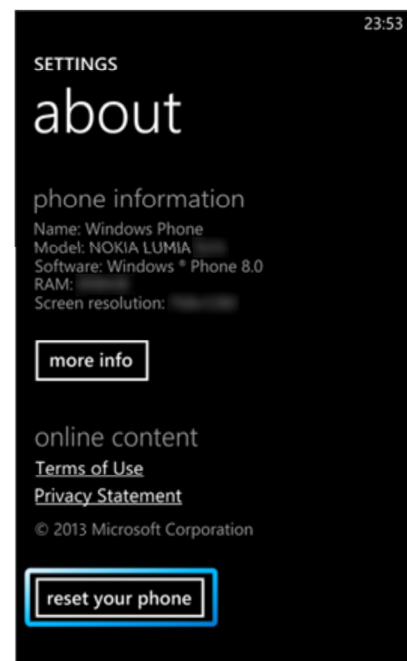 23:53
SETTINGS
about
phone information
Name: Windows Phone
Model: NOKIA LUMIA
Software: Windows ® Phone 8.0
RAM:
Screen resolution:
more info
online content
Terms of Use
Privacy Statement
© 2013 Microsoft Corporation
reset your phone